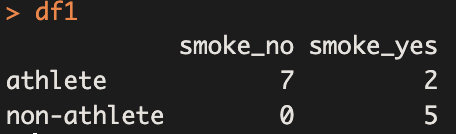 > df1
smoke_no smoke_yes
athlete 7 2
non-athlete 0 5